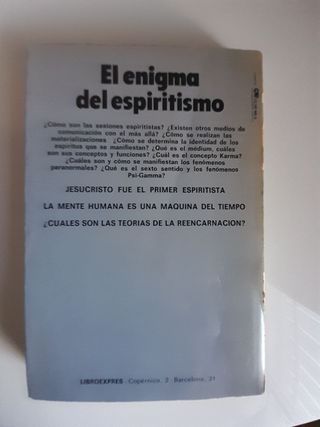 El enigma
del espiritismo
¿Cómo son las sesiones espiritistas? ¿Existen otros medios de
comunicación con el más allá? ¿Cómo se realizan las
materializaciones ¿Cómo se determina la identidad de los
espíritus que se manifiestan? ¿Qué es el médium, cuáles
son sus conceptos y funciones? ¿Cuál es el concepto Karma?
¿Cuáles son y cómo se manifiestan los fenómenos
paranormales? ¿Qué es el sexto sentido y los fenómenos
Psi-Gamma?
JESUCRISTO FUE EL PRIMER ESPIRITISTA
LA MENTE HUMANA ES UNA MAQUINA DEL TIEMPO
¿CUALES SON LAS TEORIAS DE LA REENCARNACION?
LIBROEXPRES . Copérnico, 2 Barcelona, 21